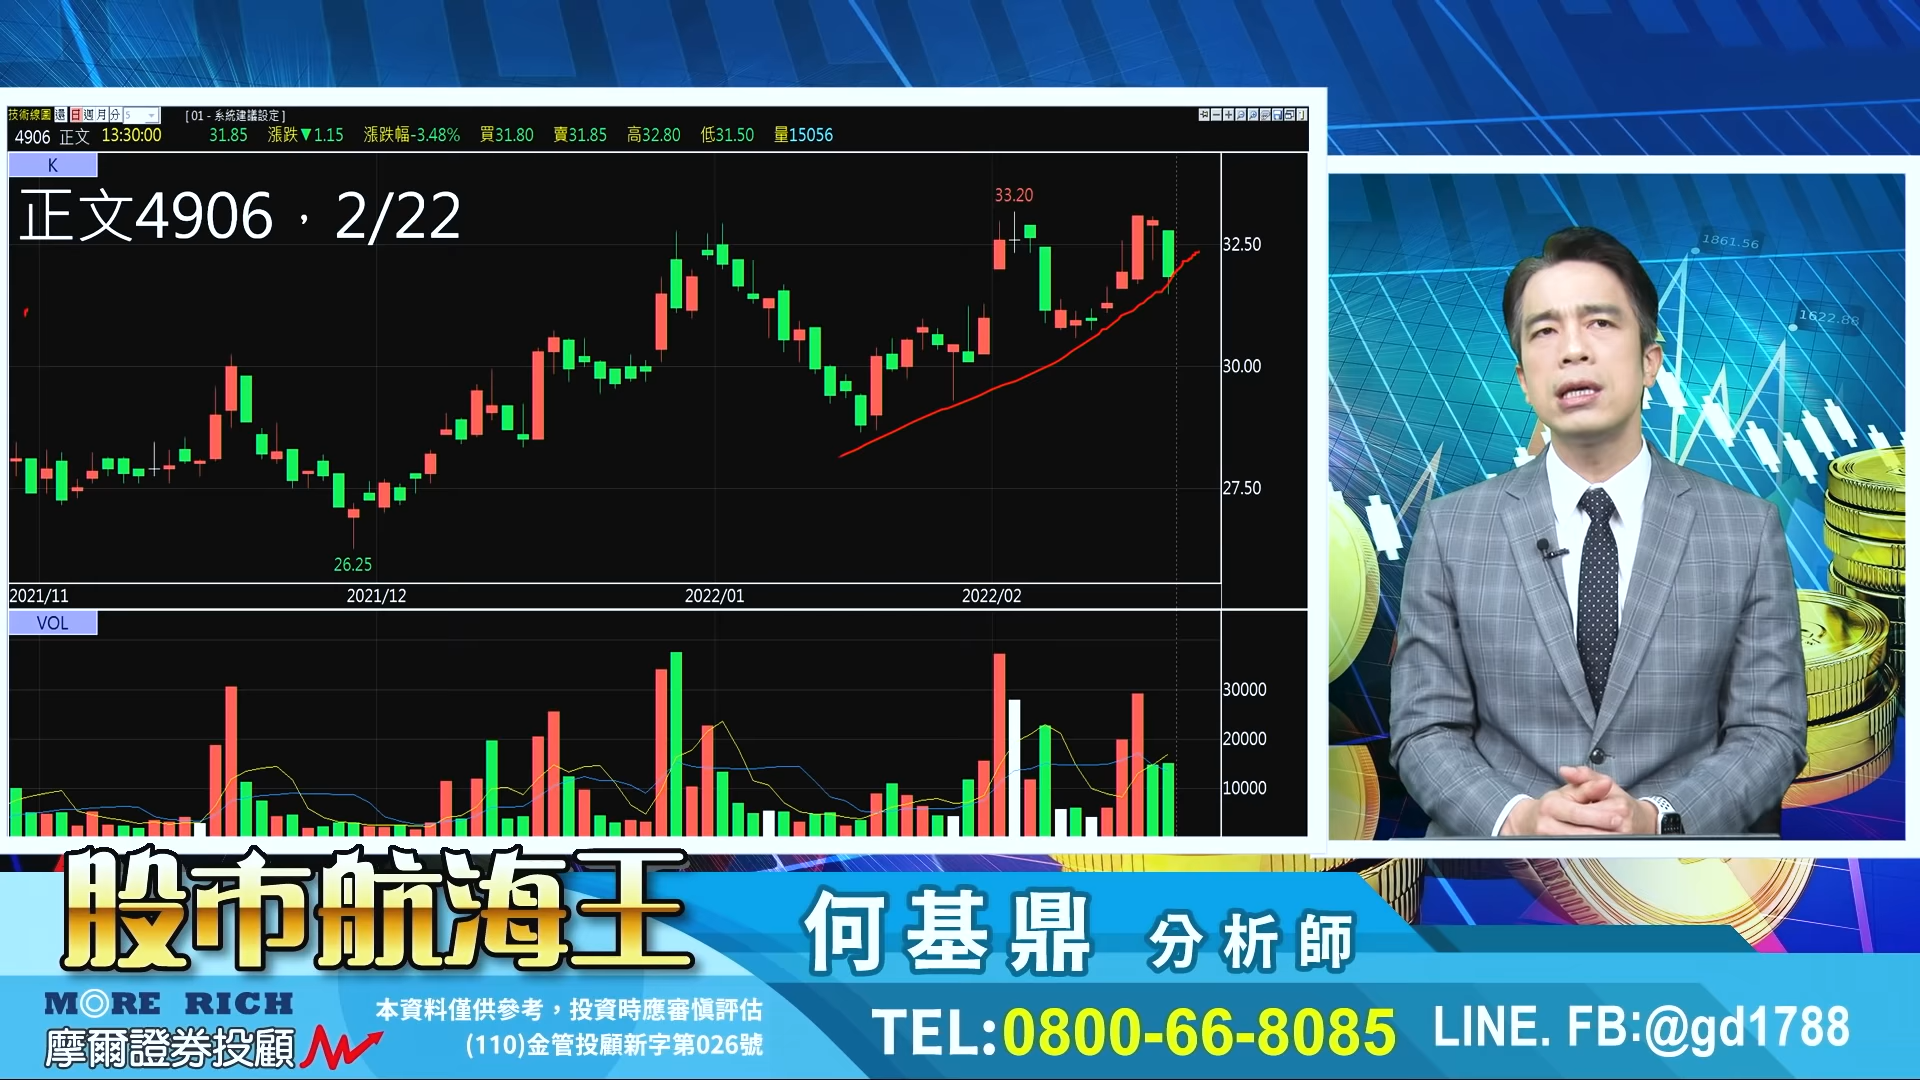 技術線圖 還 日 週 月 分 5 [ 01 - 系統建議設定 ]
4906 正文 13:30:00 31.85 漲跌▼1.15 漲跌幅-3.48% 買31.80 賣31.85 高32.80 低31.50 量15056
K
正文4906，2/22
33.20
32.50
30.00
27.50
26.25
2021/11 2021/12 2022/01 2022/02
VOL
30000
20000
10000
1861.56
1622.88
股市航海王
何基鼎 分析師
MORE RICH
摩爾證券投顧
本資料僅供參考，投資時應審慎評估
(110)金管投顧新字第026號
TEL:0800-66-8085
LINE. FB:@gd1788